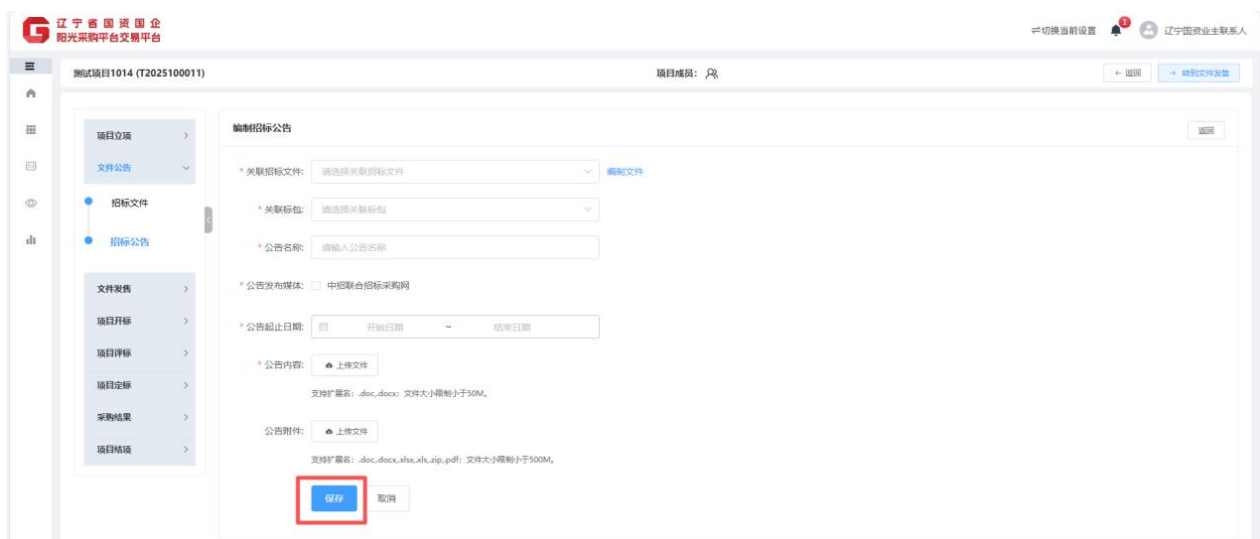 辽宁省国资国企
阳光采购平台交易平台
切换当前设置
1
辽宁国资业主联系人
测试项目1014 (T2025100011)
项目成员:
← 返回
→ 转到文件发售
项目立项
文件公告
招标文件
招标公告
文件发售
项目开标
项目评标
项目定标
采购结果
项目结项
编制招标公告
返回
* 关联招标文件: 请选择关联招标文件 编制文件
* 关联标包: 请选择关联标包
* 公告名称: 请输入公告名称
* 公告发布媒体: 中招联合招标采购网
* 公告起止日期: 开始日期 ~ 结束日期
* 公告内容: 上传文件
支持扩展名: .doc,.docx; 文件大小限制小于50M。
公告附件: 上传文件
支持扩展名: .doc,.docx,.xlsx,.xls,.zip,.pdf; 文件大小限制小于500M。
保存 取消